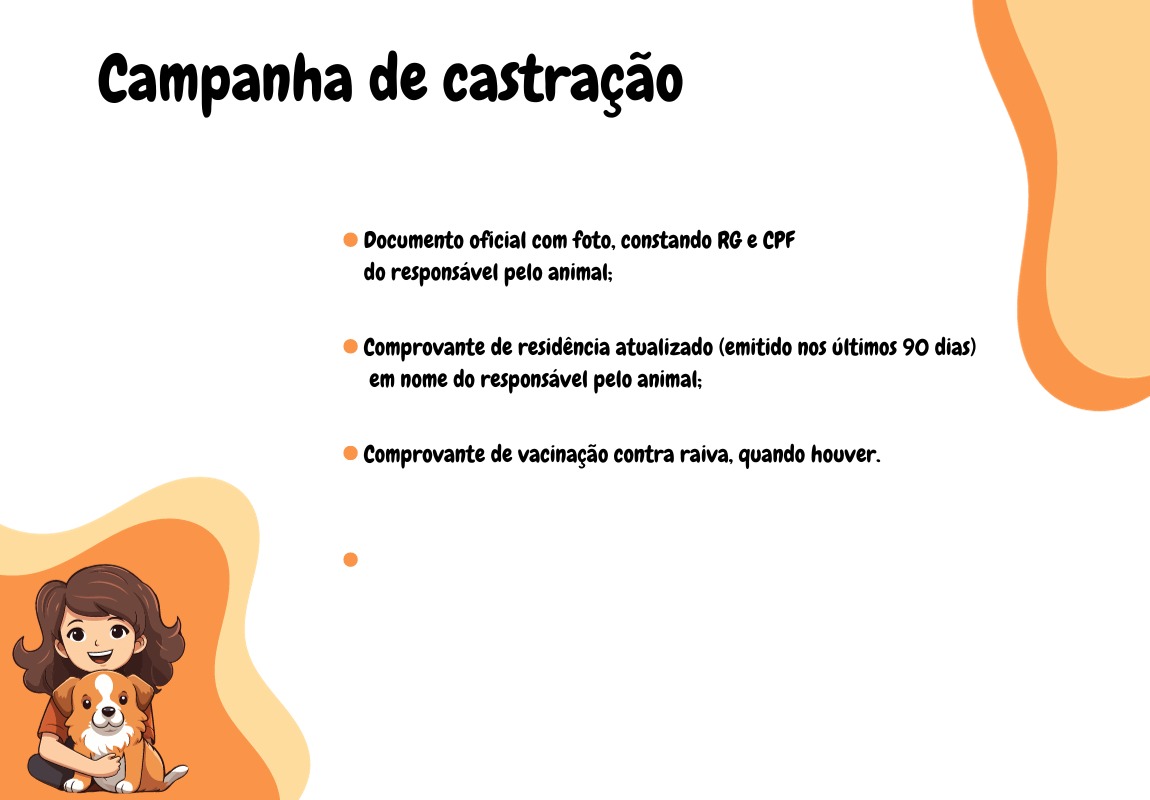 Campanha de castração
Documento oficial com foto, constando RG e CPF
do responsável pelo animal;
Comprovante de residência atualizado (emitido nos últimos 90 dias)
em nome do responsável pelo animal;
Comprovante de vacinação contra raiva, quando houver.